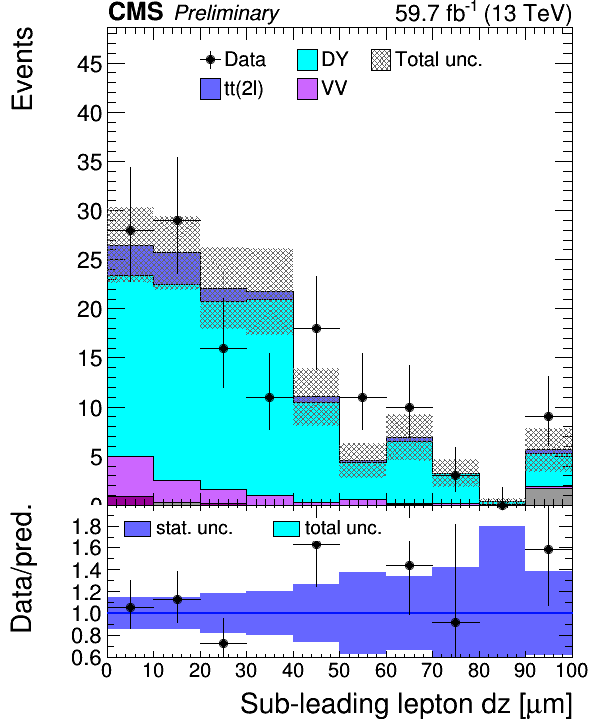 CMS Preliminary 59.7 fb⁻¹ (13 TeV)
Events
Data DY Total unc.
tt(2l) VV
45
40
35
30
25
20
15
10
5
0
Data/pred.
stat. unc. total unc.
1.8
1.6
1.4
1.2
1.0
0.8
0.6
0 10 20 30 40 50 60 70 80 90 100
Sub-leading lepton dz [μm]